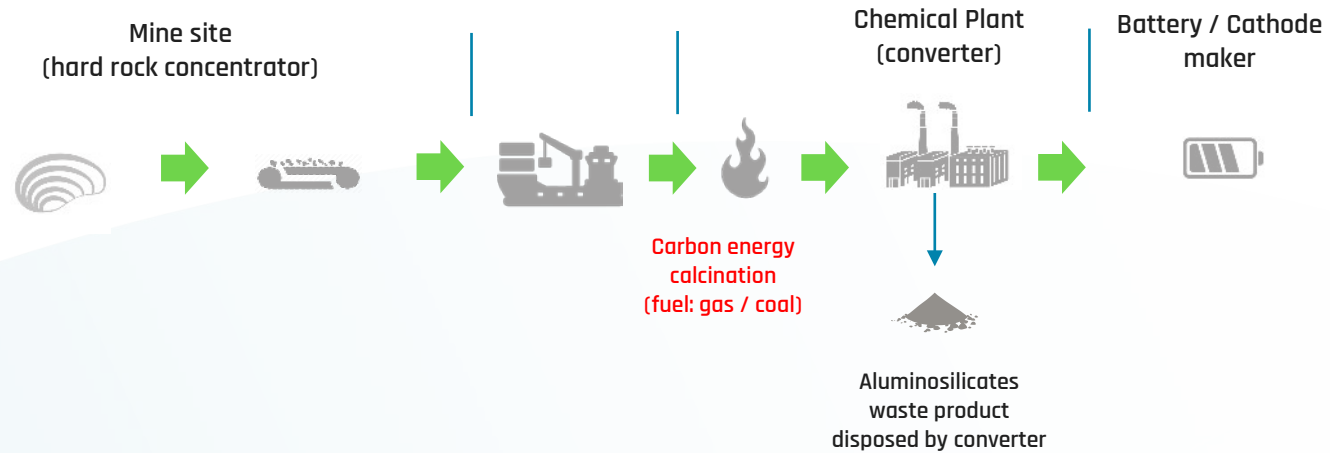 Mine site
(hard rock concentrator)
Chemical Plant
(converter)
Battery / Cathode
maker
Carbon energy
calcination
(fuel: gas / coal)
Aluminosilicates
waste product
disposed by converter